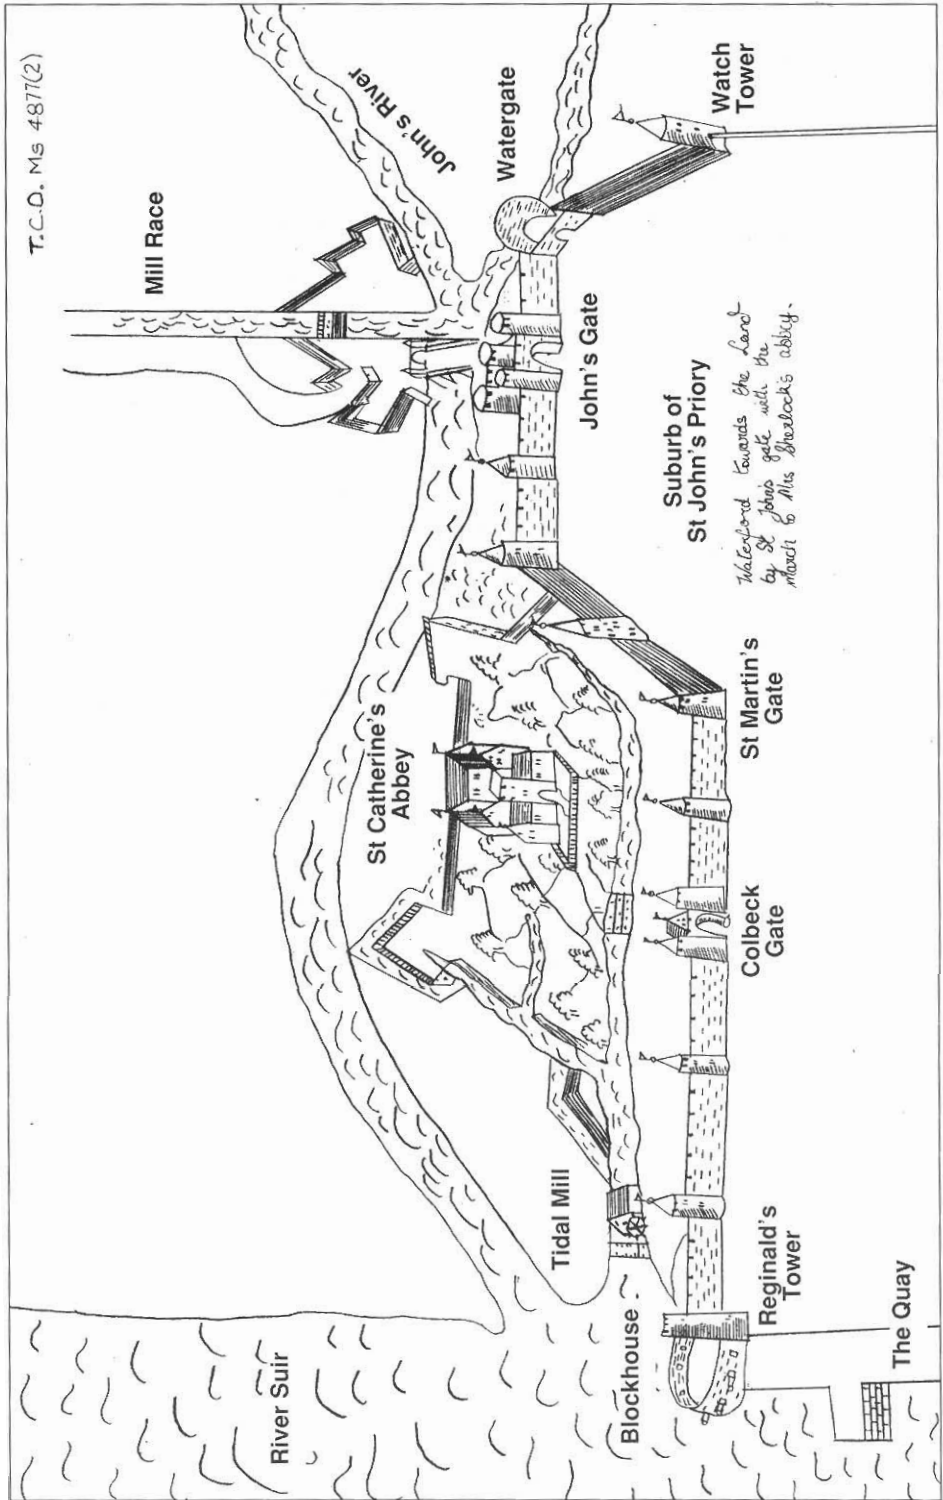 T.C.D. Ms 4877(2)
John's River
Mill Race
Watergate
Watch
Tower
John's Gate
Suburb of
St John's Priory
Waterford towards the Land
by St John's gate with the
march to Mrs Sherlock's abbey.
St Catherine's
Abbey
St Martin's
Gate
Colbeck
Gate
Tidal Mill
Reginald's
Tower
Blockhouse
River Suir
The Quay